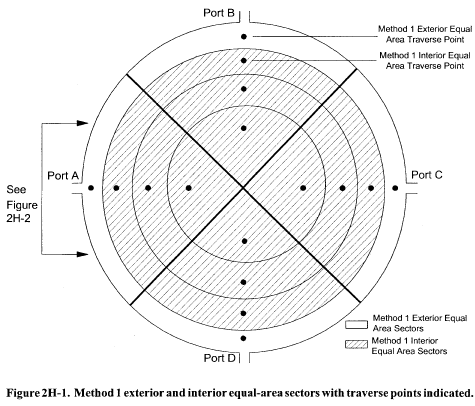 Port B
Method 1 Exterior Equal
Area Traverse Point
Method 1 Interior Equal
Area Traverse Point
Port A
Port C
See
Figure
2H-2
Port D
Method 1 Exterior Equal
Area Sectors
Method 1 Interior
Equal Area Sectors
Figure 2H-1. Method 1 exterior and interior equal-area sectors with traverse points indicated.